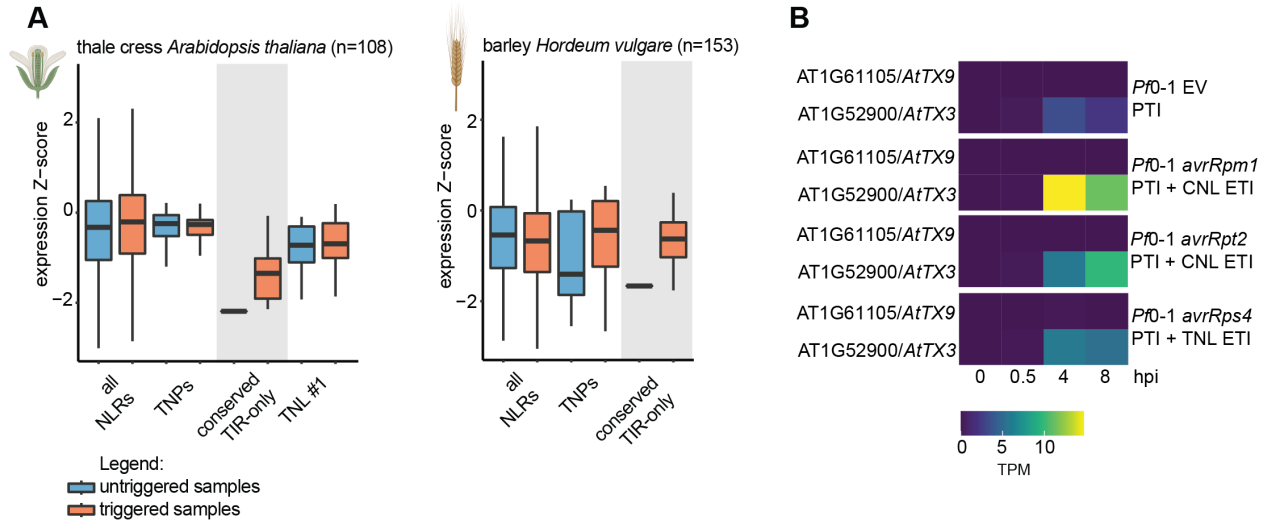 A
thale cress Arabidopsis thaliana (n=108)
expression Z−score
2
0
−2
all
NLRs
TNPs
conserved
TIR-only
TNL #1
barley Hordeum vulgare (n=153)
expression Z−score
2
0
−2
all
NLRs
TNPs
conserved
TIR-only
Legend:
untriggered samples
triggered samples
B
AT1G61105/AtTX9
AT1G52900/AtTX3
Pf0-1 EV
PTI
AT1G61105/AtTX9
AT1G52900/AtTX3
Pf0-1 avrRpm1
PTI + CNL ETI
AT1G61105/AtTX9
AT1G52900/AtTX3
Pf0-1 avrRpt2
PTI + CNL ETI
AT1G61105/AtTX9
AT1G52900/AtTX3
Pf0-1 avrRps4
PTI + TNL ETI
0 0.5 4 8 hpi
0 5 10
TPM